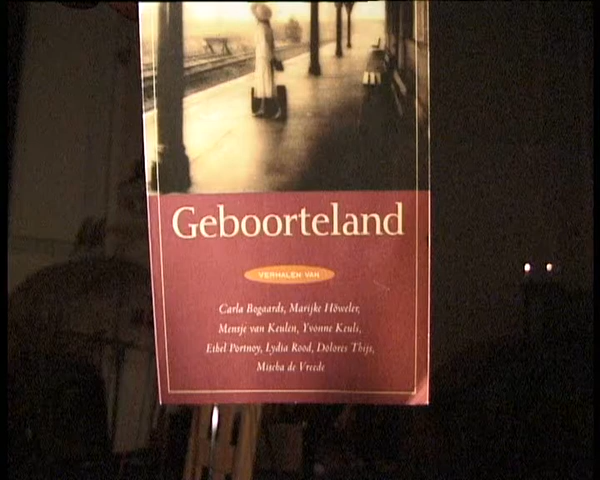 Geboorteland
VERHALEN VAN
Carla Bogaards, Marijke Höweler,
Mensje van Keulen, Yvonne Keuls,
Ethel Portnoy, Lydia Rood, Dolores Thijs,
Mischa de Vreede